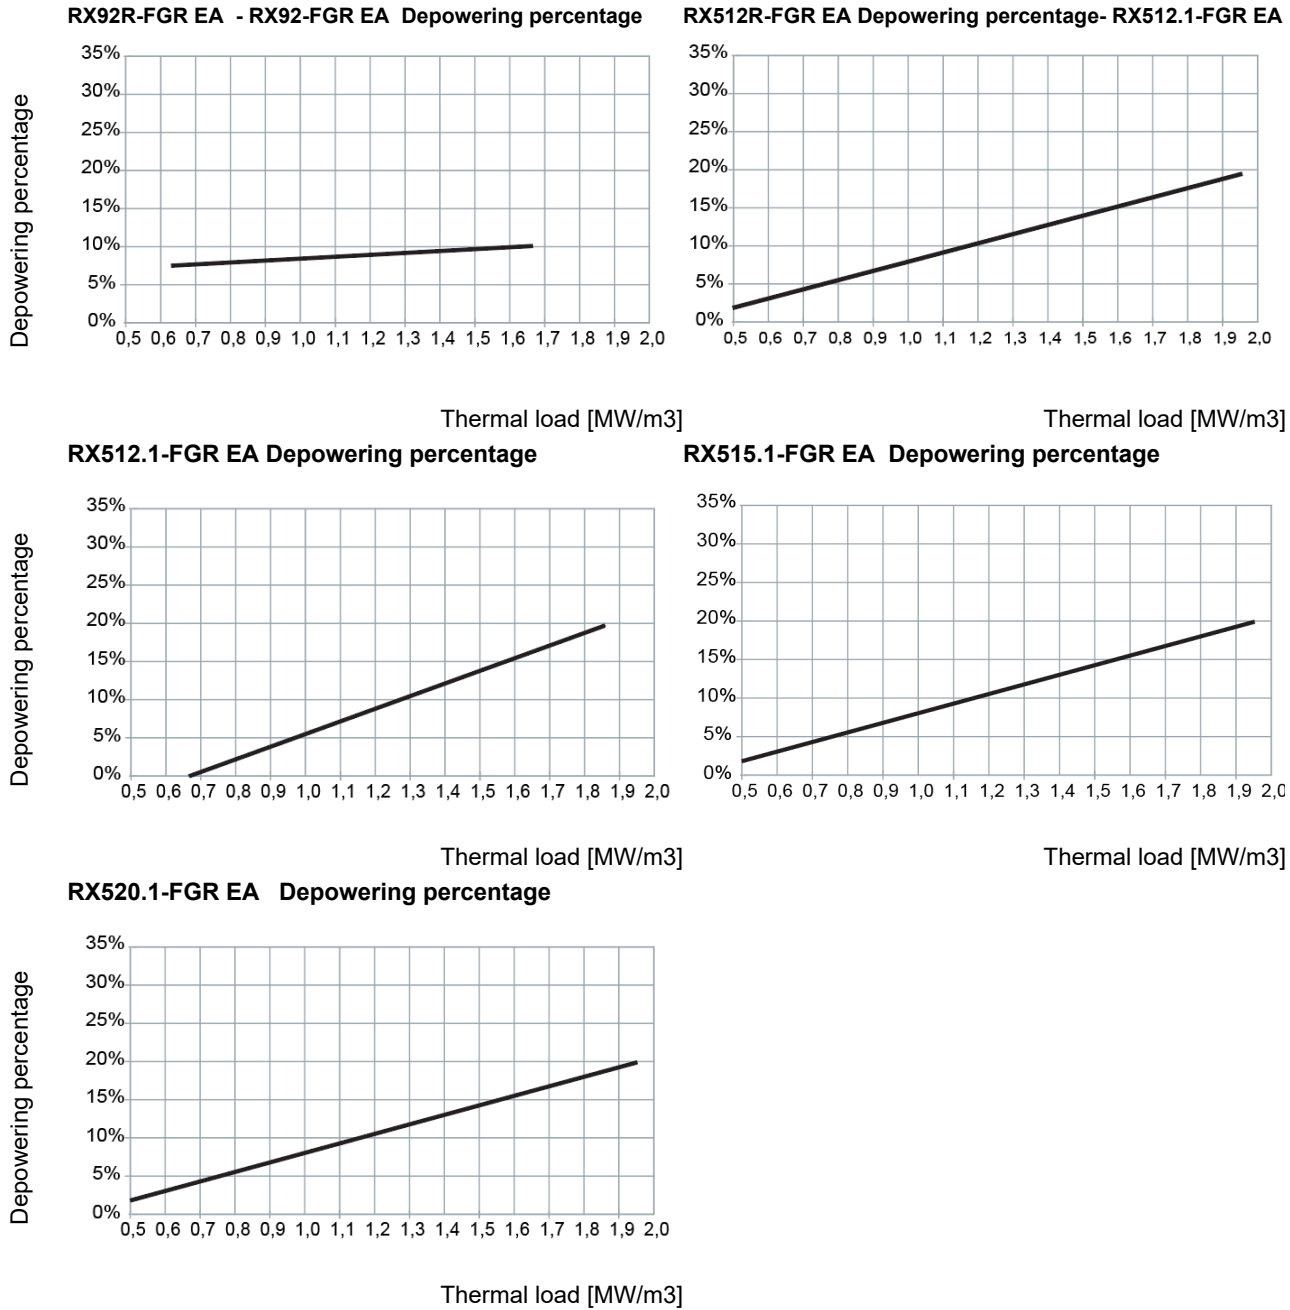 RX92R-FGR EA - RX92-FGR EA Depowering percentage
35%
30%
25%
20%
15%
10%
5%
0%
0,5 0,6 0,7 0,8 0,9 1,0 1,1 1,2 1,3 1,4 1,5 1,6 1,7 1,8 1,9 2,0
Depowering percentage
Thermal load [MW/m3]
RX512R-FGR EA Depowering percentage- RX512.1-FGR EA
35%
30%
25%
20%
15%
10%
5%
0%
0,5 0,6 0,7 0,8 0,9 1,0 1,1 1,2 1,3 1,4 1,5 1,6 1,7 1,8 1,9 2,0
Thermal load [MW/m3]
RX512.1-FGR EA Depowering percentage
35%
30%
25%
20%
15%
10%
5%
0%
0,5 0,6 0,7 0,8 0,9 1,0 1,1 1,2 1,3 1,4 1,5 1,6 1,7 1,8 1,9 2,0
Depowering percentage
Thermal load [MW/m3]
RX515.1-FGR EA Depowering percentage
35%
30%
25%
20%
15%
10%
5%
0%
0,5 0,6 0,7 0,8 0,9 1,0 1,1 1,2 1,3 1,4 1,5 1,6 1,7 1,8 1,9 2,0
Thermal load [MW/m3]
RX520.1-FGR EA Depowering percentage
35%
30%
25%
20%
15%
10%
5%
0%
0,5 0,6 0,7 0,8 0,9 1,0 1,1 1,2 1,3 1,4 1,5 1,6 1,7 1,8 1,9 2,0
Depowering percentage
Thermal load [MW/m3]